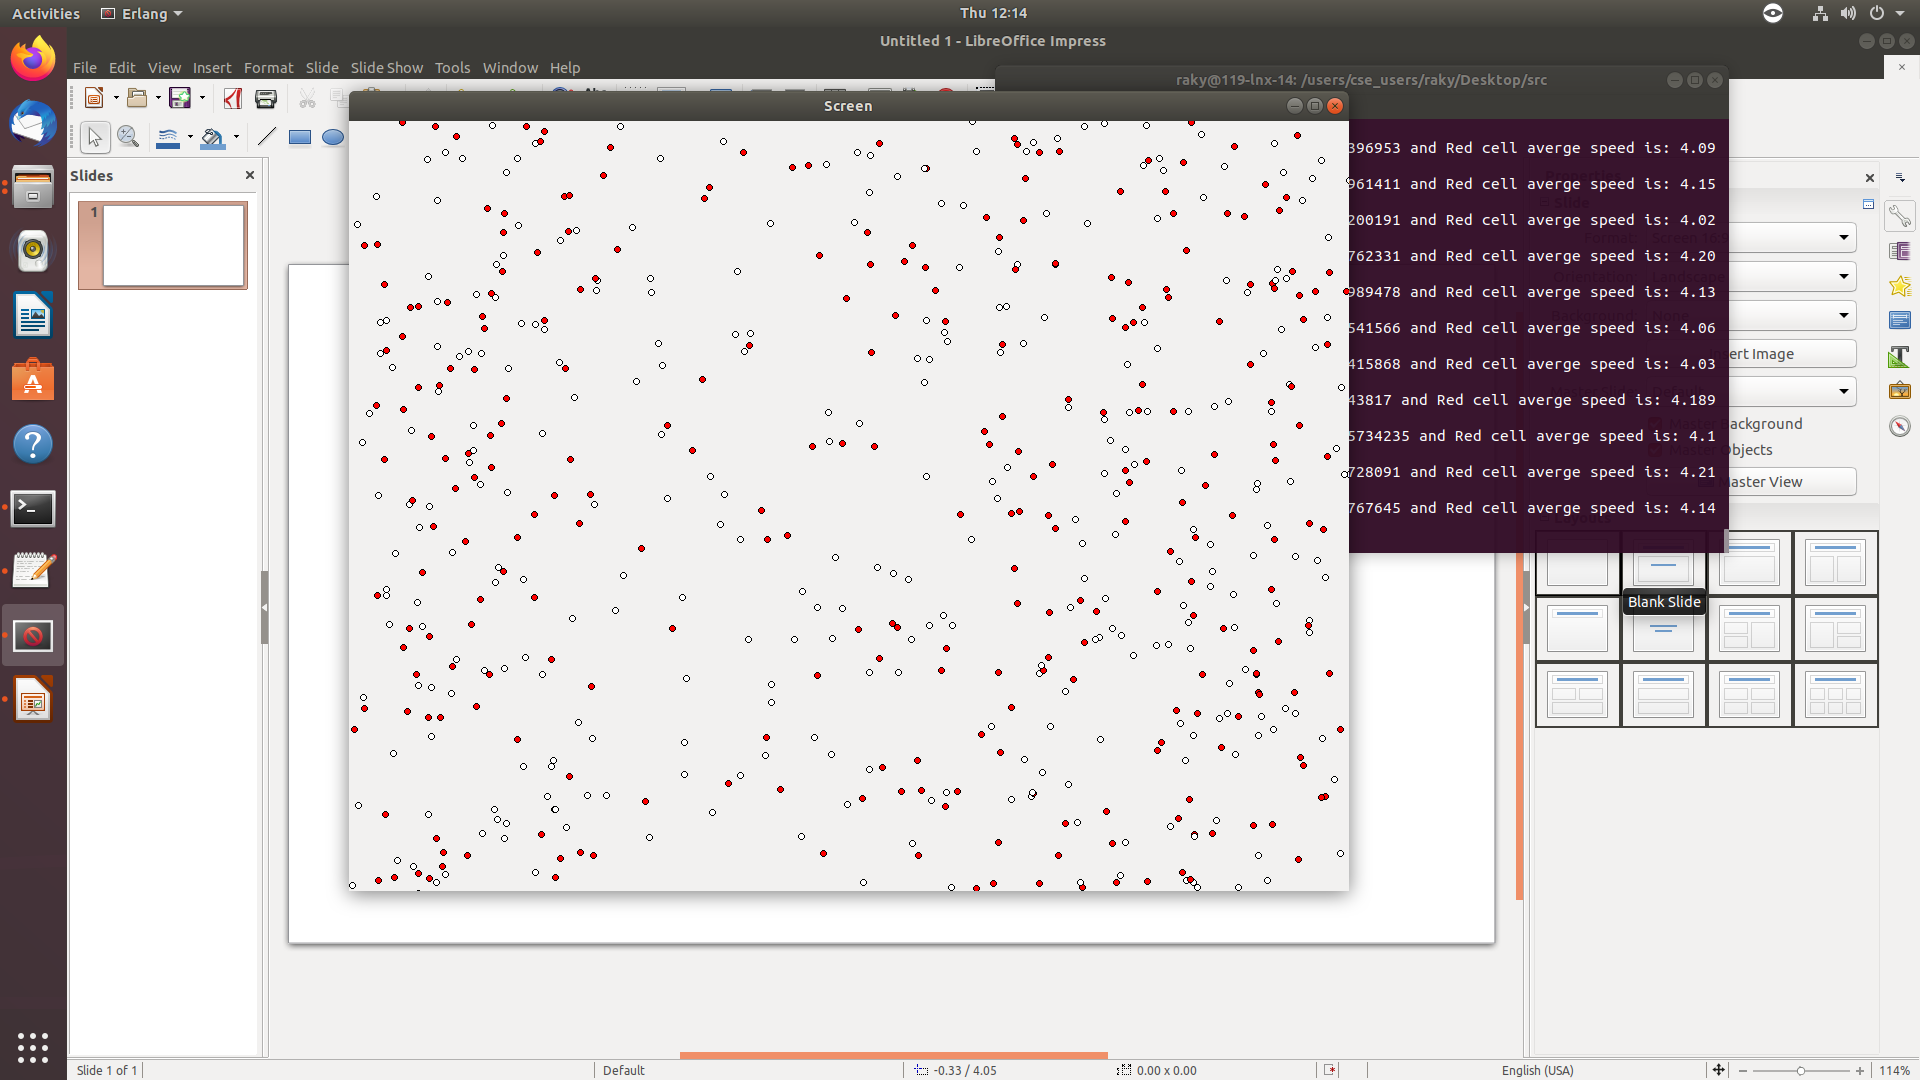 Activities
Erlang
Thu 12:14
Untitled 1 - LibreOffice Impress
File Edit View Insert Format Slide Slide Show Tools Window Help
raky@119-lnx-14: /users/cse_users/raky/Desktop/src
Screen
Slides
1
396953 and Red cell averge speed is: 4.09
961411 and Red cell averge speed is: 4.15
200191 and Red cell averge speed is: 4.02
762331 and Red cell averge speed is: 4.20
989478 and Red cell averge speed is: 4.13
541566 and Red cell averge speed is: 4.06
415868 and Red cell averge speed is: 4.03
43817 and Red cell averge speed is: 4.189
5734235 and Red cell averge speed is: 4.1
728091 and Red cell averge speed is: 4.21
767645 and Red cell averge speed is: 4.14
Image
Background
Objects
Master View
Blank Slide
Slide 1 of 1
Default
-0.33 / 4.05
0.00 x 0.00
English (USA)
114%